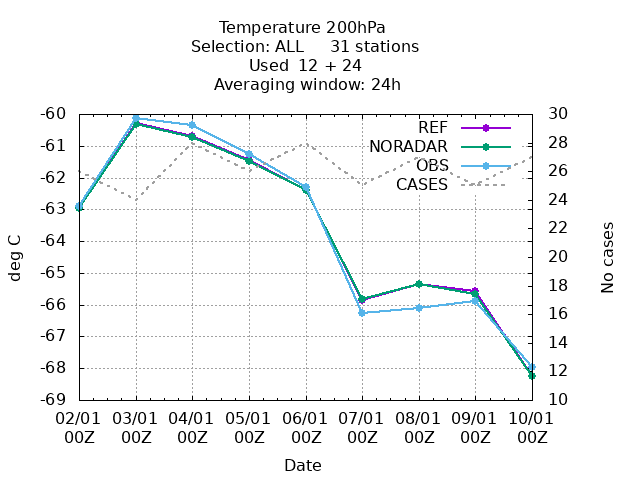 Temperature 200hPa
Selection: ALL     31 stations
Used  12 + 24
Averaging window: 24h
-60
-61
-62
-63
-64
-65
-66
-67
-68
-69
deg C
REF
NORADAR
OBS
CASES
30
28
26
24
22
20
18
16
14
12
10
No cases
02/01 03/01 04/01 05/01 06/01 07/01 08/01 09/01 10/01
00Z 00Z 00Z 00Z 00Z 00Z 00Z 00Z 00Z
Date